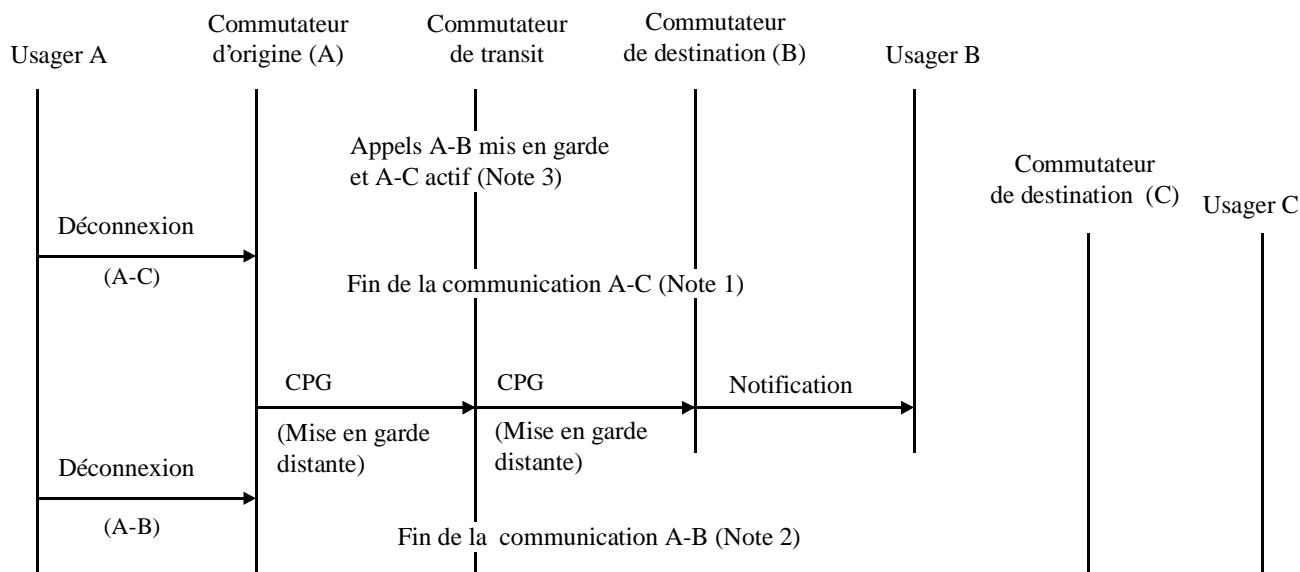 Usager A
Commutateur
d'origine (A)
Commutateur
de transit
Commutateur
de destination (B)
Usager B
Appels A-B mis en garde
et A-C actif (Note 3)
Commutateur
de destination (C)
Usager C
Déconnexion
(A-C)
Fin de la communication A-C (Note 1)
CPG
CPG
Notification
(Mise en garde
distante)
(Mise en garde
distante)
Déconnexion
(A-B)
Fin de la communication A-B (Note 2)